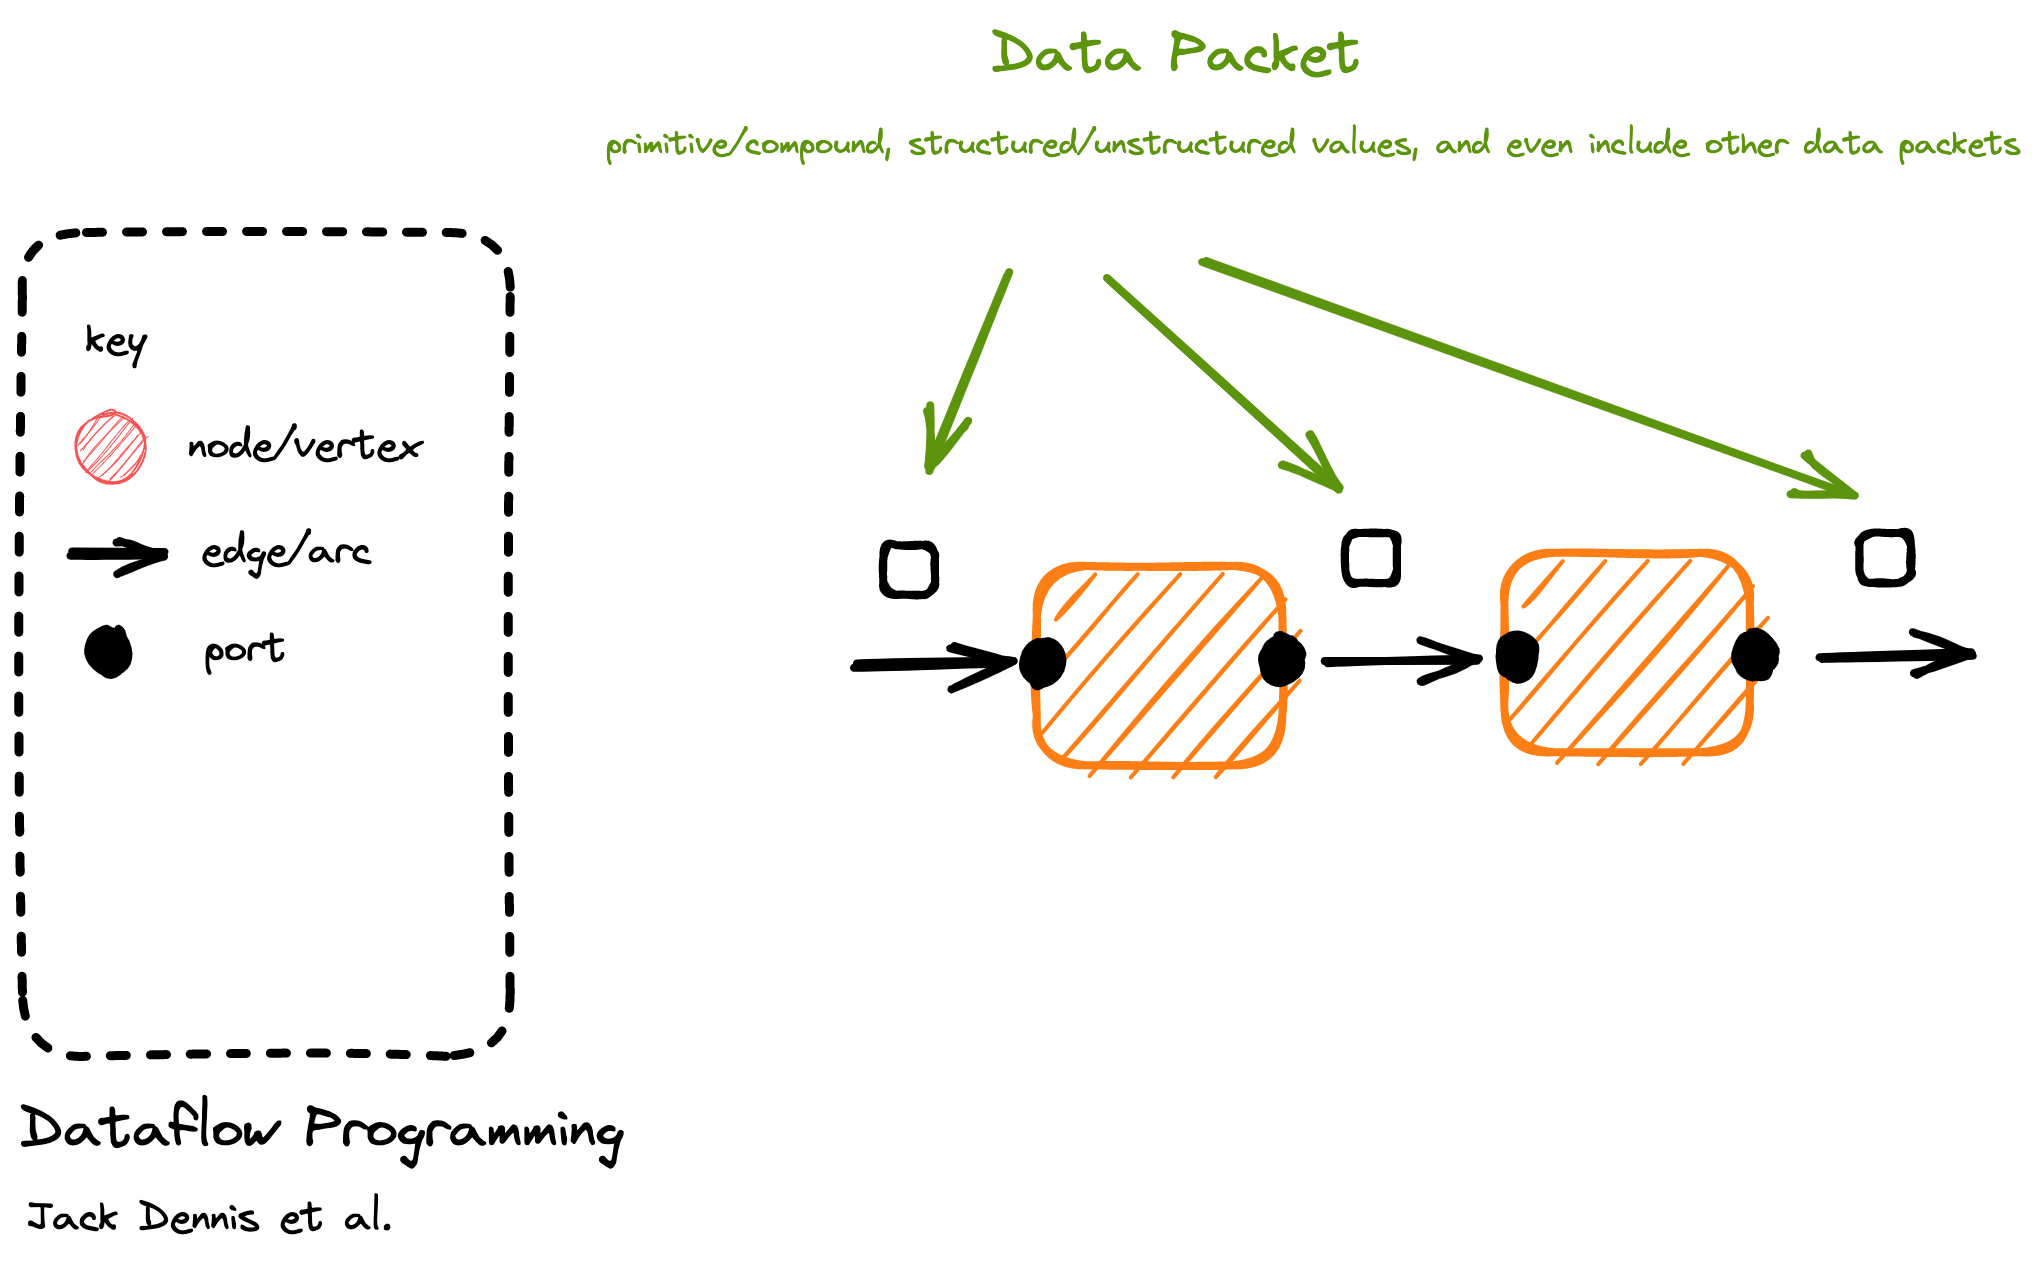 Data Packet
primitive/compound, structured/unstructured values, and even include other data packets
key
node/vertex
edge/arc
port
Dataflow Programming
Jack Dennis et al.